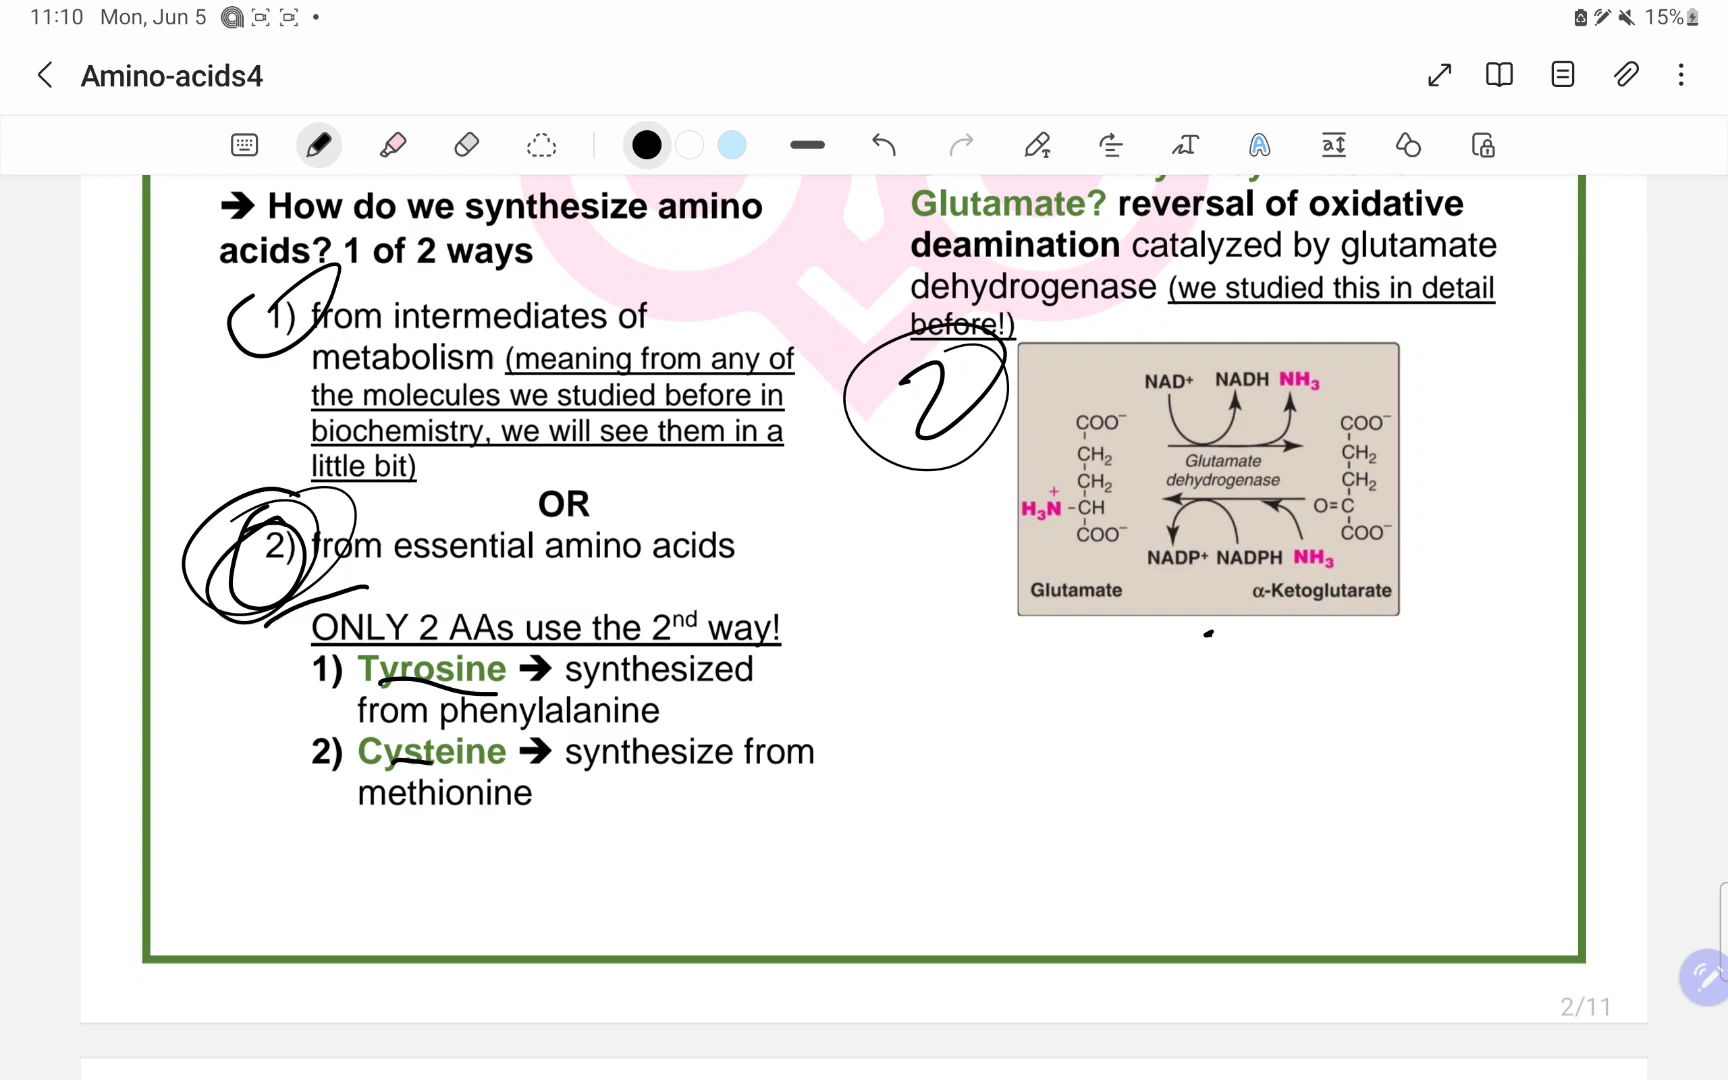 11:10 Mon, Jun 5
15%
Amino-acids4
➔ How do we synthesize amino
acids? 1 of 2 ways
1) from intermediates of
metabolism (meaning from any of
the molecules we studied before in
biochemistry, we will see them in a
little bit)
OR
2) from essential amino acids
ONLY 2 AAs use the 2nd way!
1) Tyrosine ➔ synthesized
from phenylalanine
2) Cysteine ➔ synthesize from
methionine
Glutamate? reversal of oxidative
deamination catalyzed by glutamate
dehydrogenase (we studied this in detail
before!)
2
NAD+ NADH NH3
COO⁻
CH2
CH2
+
H3N -CH
COO⁻
Glutamate
dehydrogenase
COO⁻
CH2
CH2
O=C
COO⁻
NADP+ NADPH NH3
Glutamate
α-Ketoglutarate
2/11